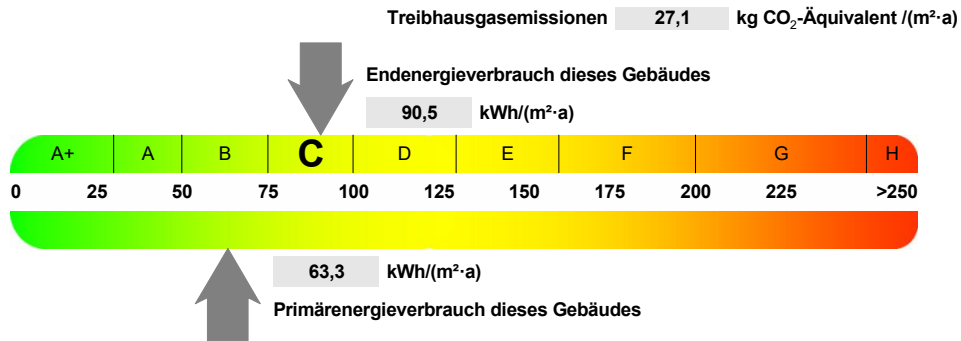 Treibhausgasemissionen 27,1 kg CO₂-Äquivalent /(m²·a)
Endenergieverbrauch dieses Gebäudes
90,5 kWh/(m²·a)
A+ A B C D E F G H
0 25 50 75 100 125 150 175 200 225 >250
63,3 kWh/(m²·a)
Primärenergieverbrauch dieses Gebäudes